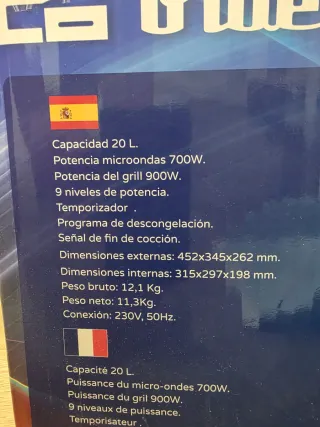 Capacidad 20 L.
Potencia microondas 700W.
Potencia del grill 900W.
9 niveles de potencia.
Temporizador .
Programa de descongelación.
Señal de fin de cocción.
Dimensiones externas: 452x345x262 mm.
Dimensiones internas: 315x297x198 mm.
Peso bruto: 12,1 Kg.
Peso neto: 11,3Kg.
Conexión: 230V, 50Hz.
Capacité 20 L.
Puissance du micro-ondes 700W.
Puissance du gril 900W.
9 niveaux de puissance.
Temporisateur .